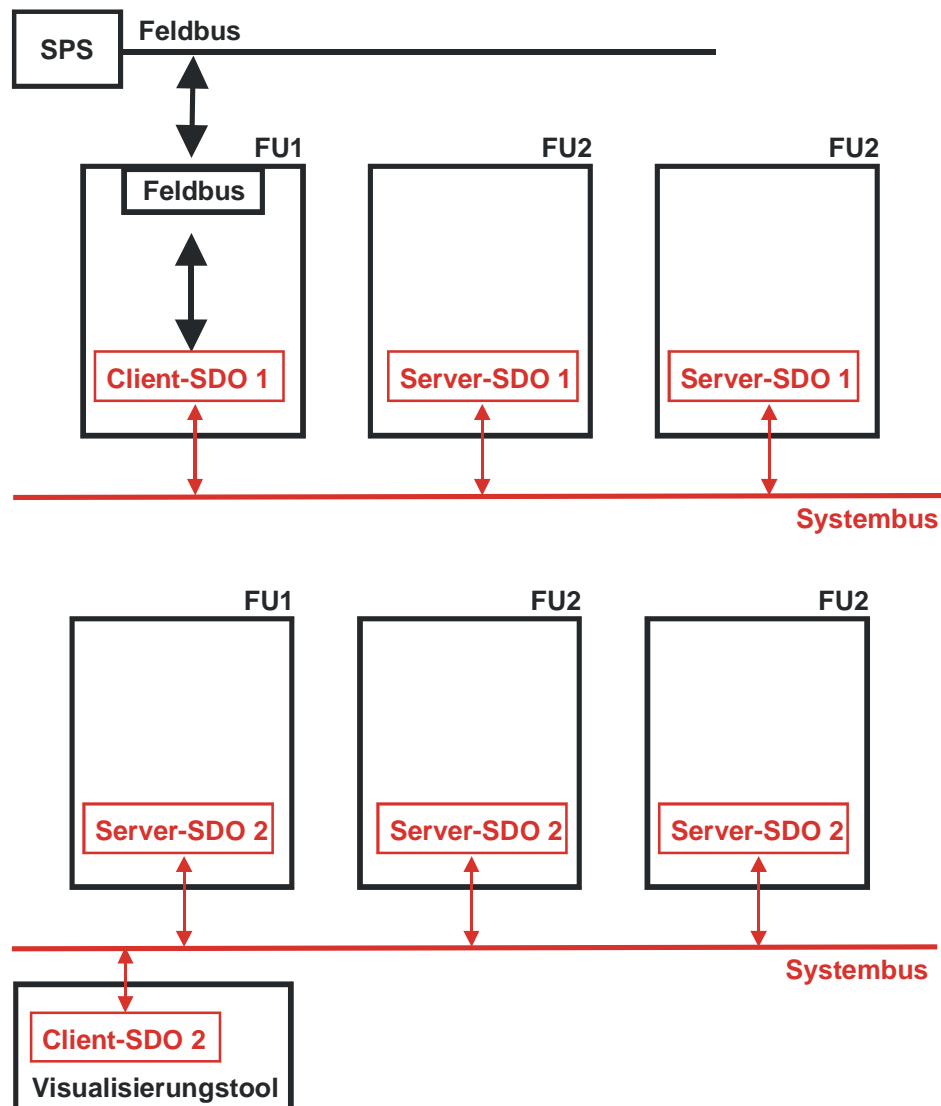 Feldbus
SPS
FU1 FU2 FU2
Feldbus
Client-SDO 1 Server-SDO 1 Server-SDO 1
Systembus
FU1 FU2 FU2
Server-SDO 2 Server-SDO 2 Server-SDO 2
Systembus
Client-SDO 2
Visualisierungstool